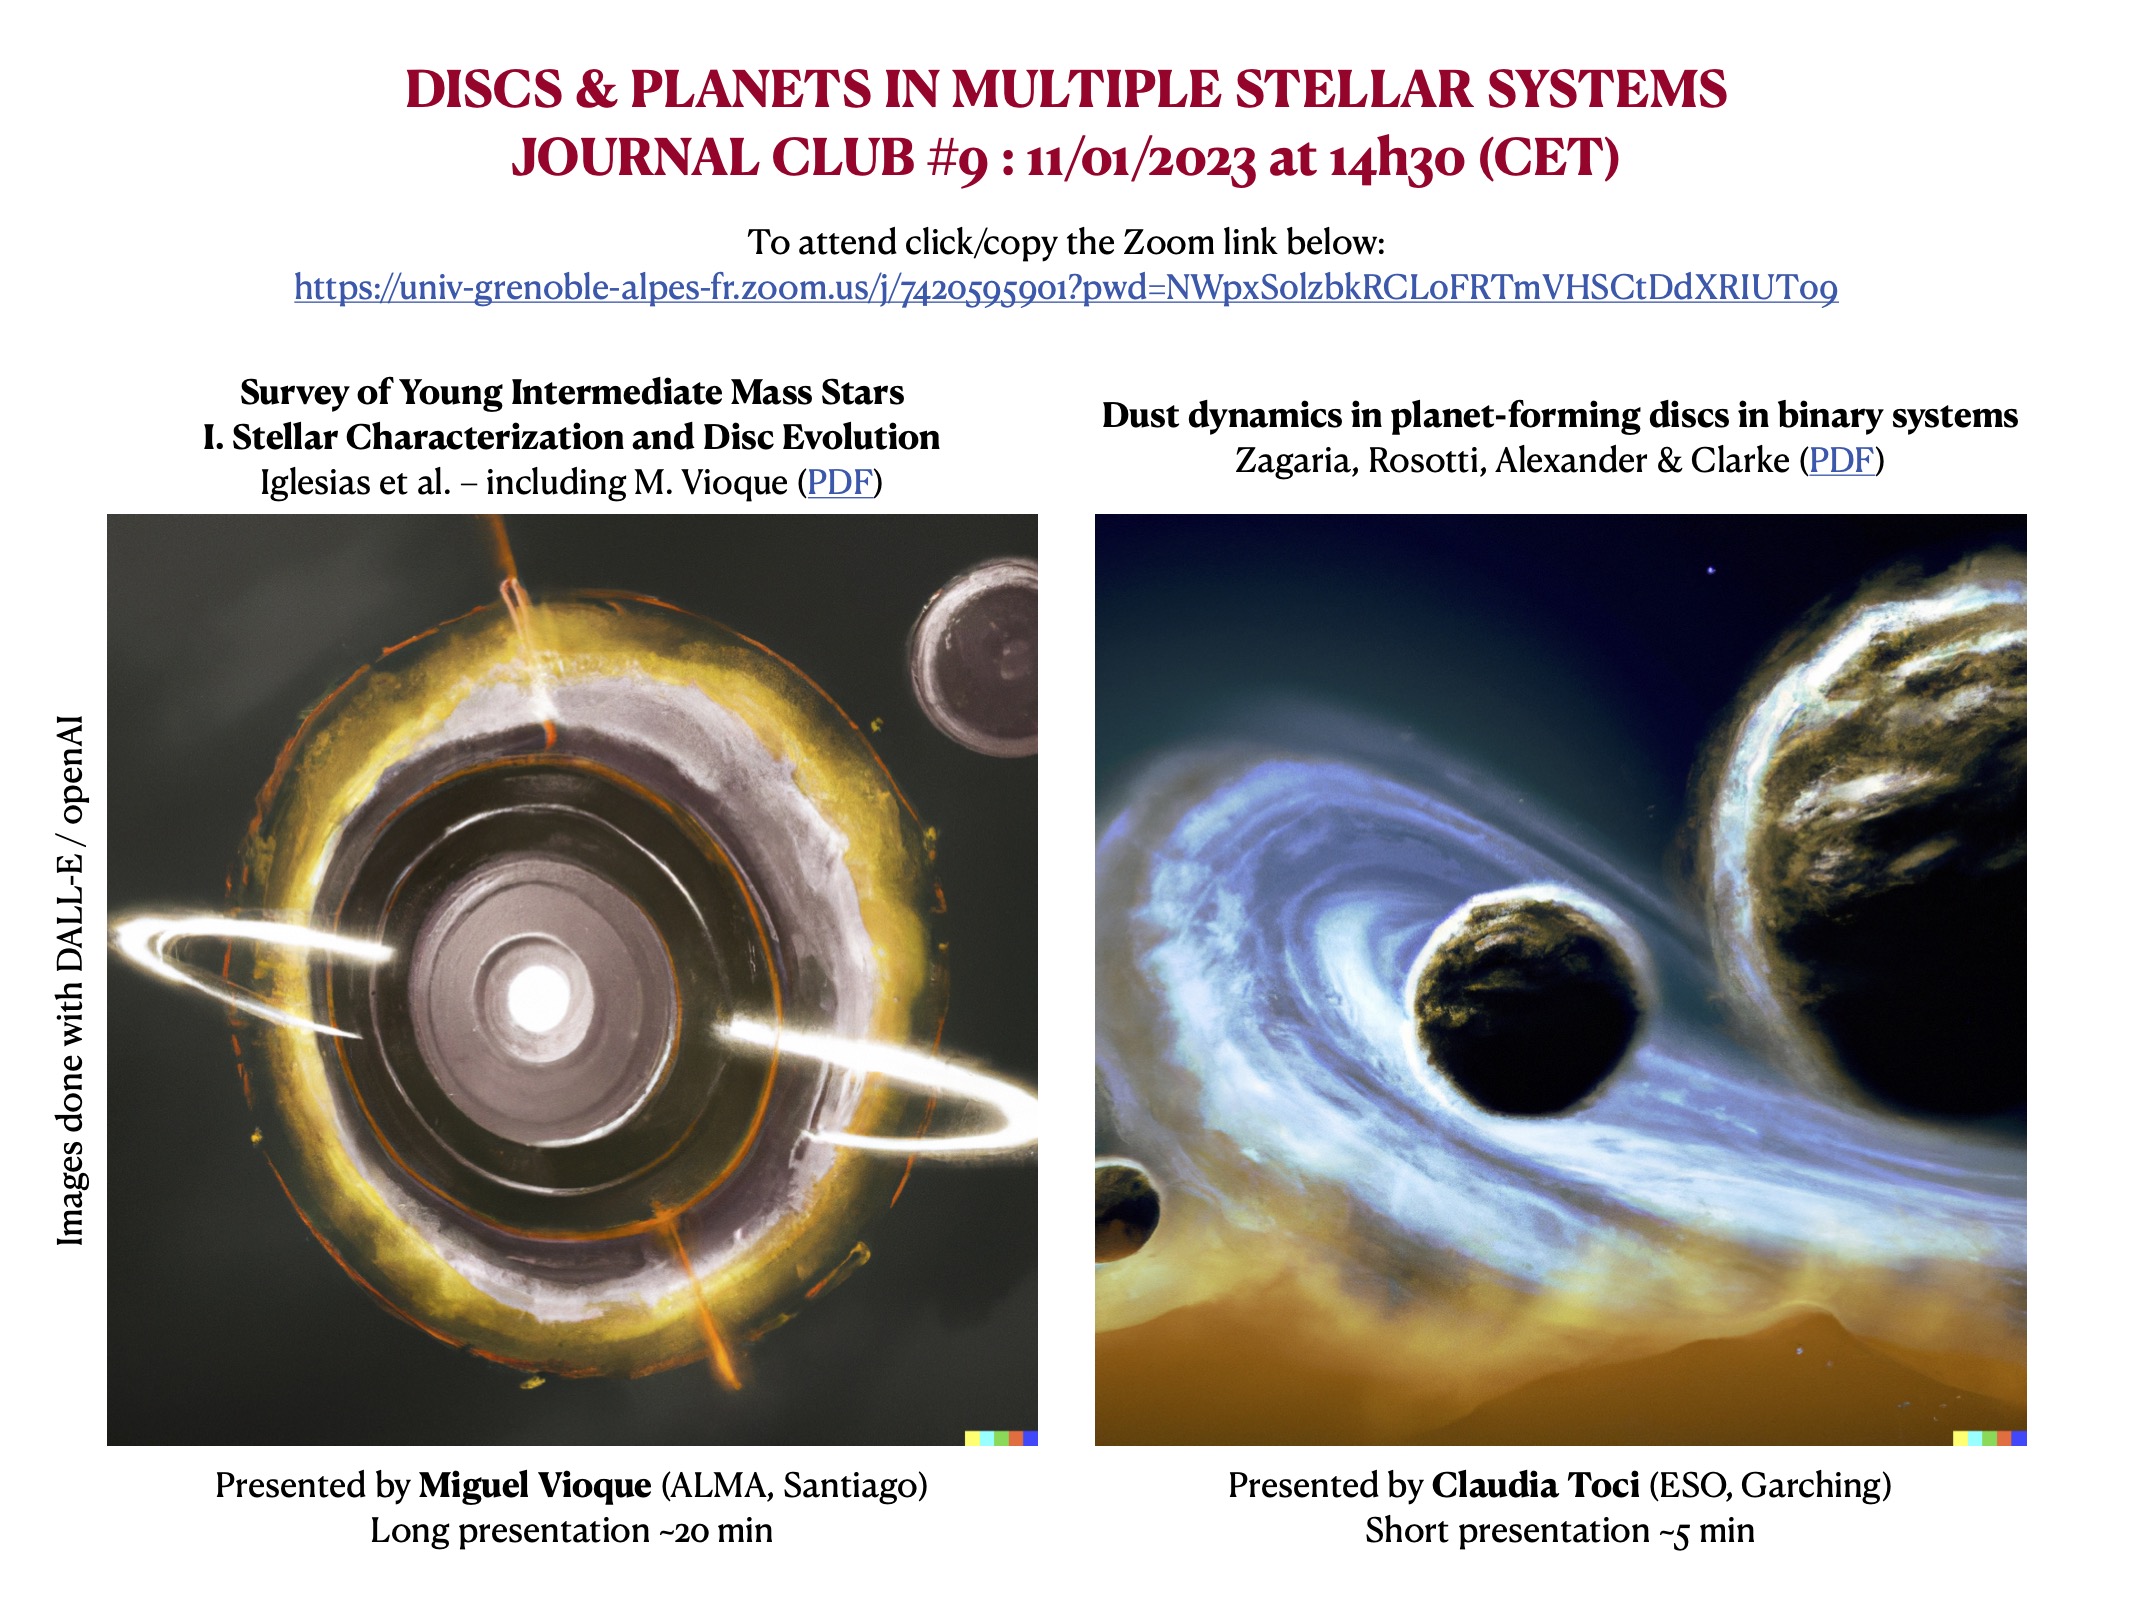 DISCS & PLANETS IN MULTIPLE STELLAR SYSTEMS
JOURNAL CLUB #9 : 11/01/2023 at 14h30 (CET)
To attend click/copy the Zoom link below:
https://univ-grenoble-alpes-fr.zoom.us/j/7420595901?pwd=NWpxS0lzbkRCL0FRTmVHSCtDdXRIUT09
Survey of Young Intermediate Mass Stars
I. Stellar Characterization and Disc Evolution
Iglesias et al. – including M. Vioque (PDF)
Dust dynamics in planet-forming discs in binary systems
Zagaria, Rosotti, Alexander & Clarke (PDF)
Images done with DALL-E / openAI
Presented by Miguel Vioque (ALMA, Santiago)
Long presentation ~20 min
Presented by Claudia Toci (ESO, Garching)
Short presentation ~5 min